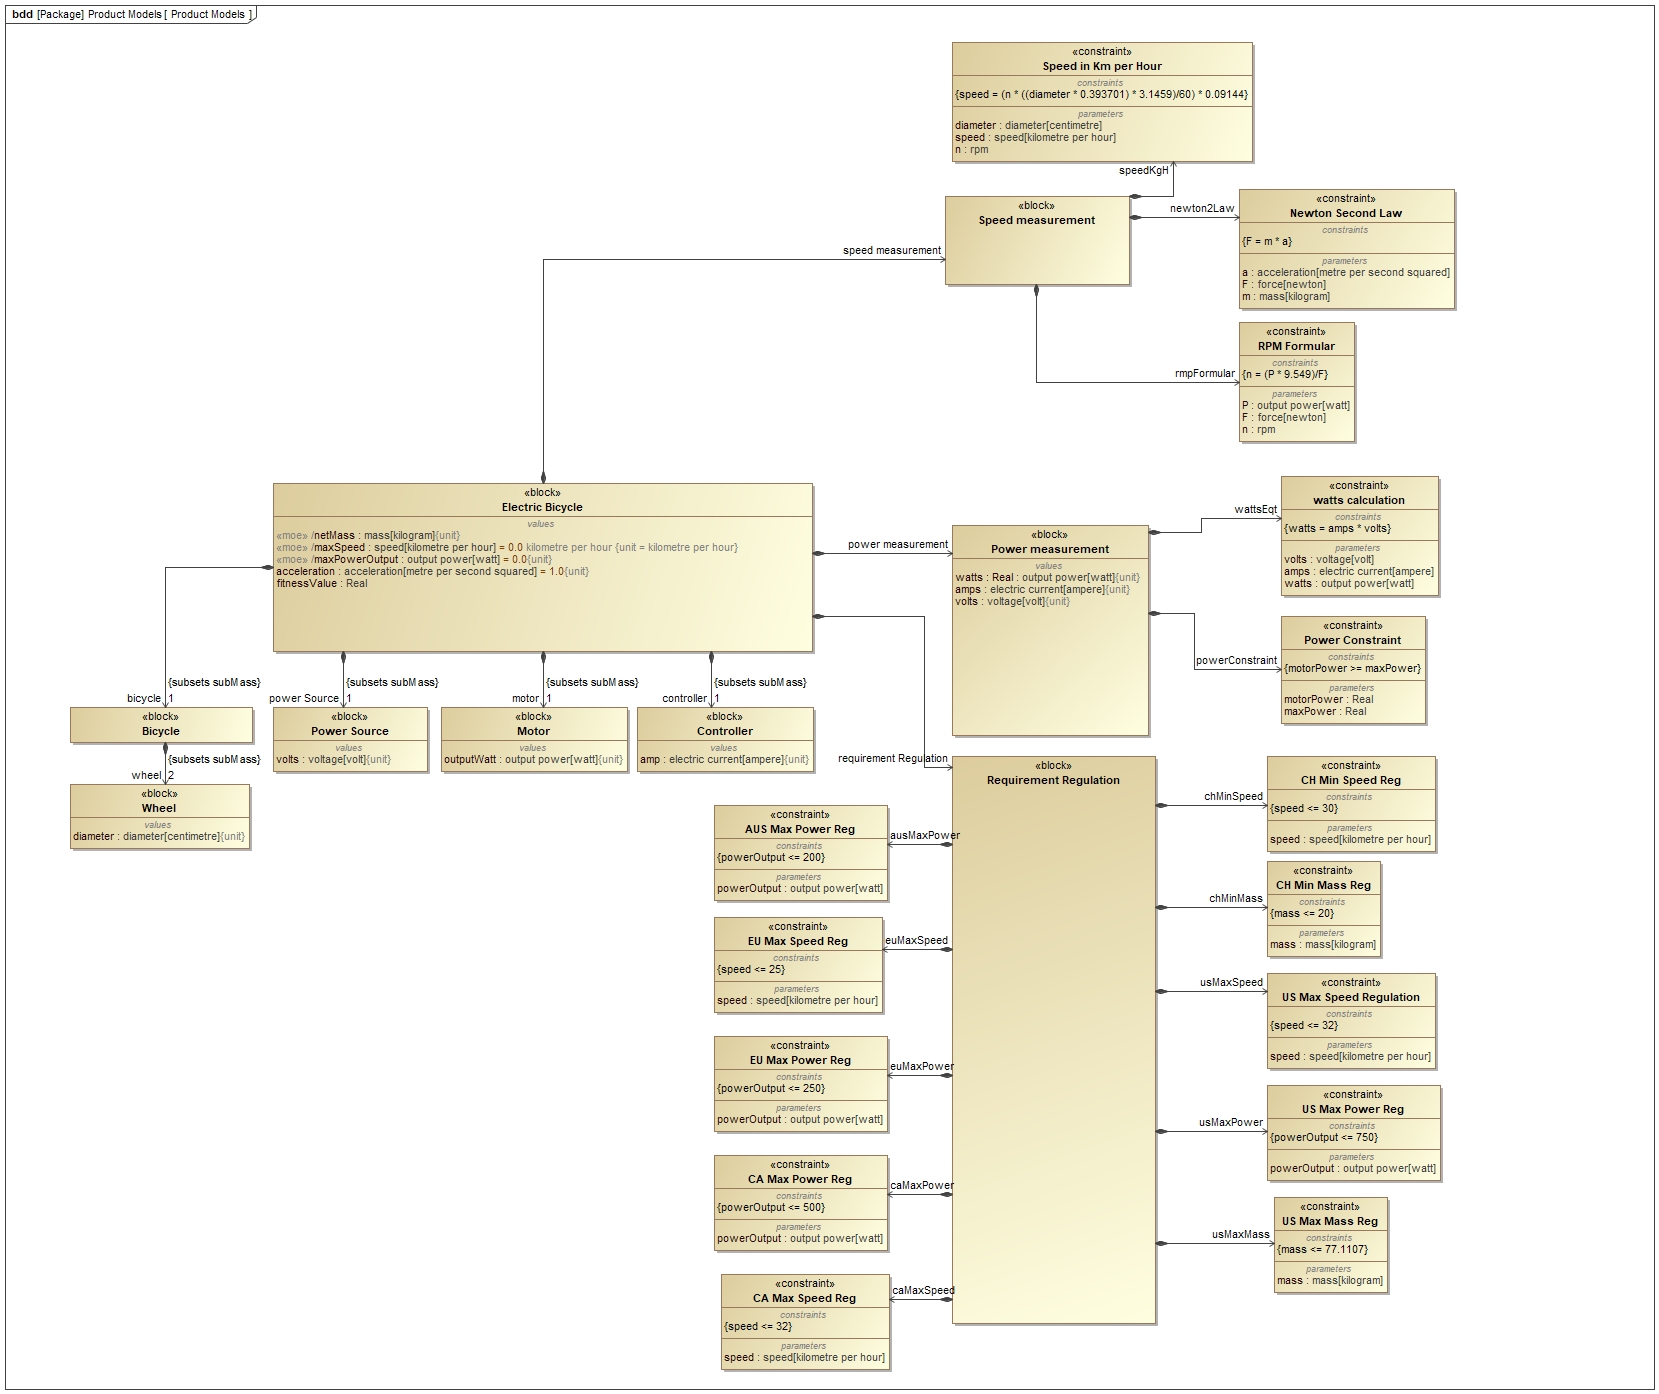 bdd [Package] Product Models [ Product Models ]
«constraint»
Speed in Km per Hour
constraints
{speed = (n * ((diameter * 0.393701) * 3.1459)/60) * 0.09144}
parameters
diameter : diameter[centimetre]
speed : speed[kilometre per hour]
n : rpm
speedKgH
«block»
Speed measurement
newton2Law
«constraint»
Newton Second Law
constraints
{F = m * a}
parameters
a : acceleration[metre per second squared]
F : force[newton]
m : mass[kilogram]
speed measurement
«constraint»
RPM Formular
constraints
{n = (P * 9.549)/F}
parameters
P : output power[watt]
F : force[newton]
n : rpm
rmpFormular
«block»
Electric Bicycle
values
«moe» /netMass : mass[kilogram]{unit}
«moe» /maxSpeed : speed[kilometre per hour] = 0.0 kilometre per hour {unit = kilometre per hour}
«moe» /maxPowerOutput : output power[watt] = 0.0{unit}
acceleration : acceleration[metre per second squared] = 1.0{unit}
fitnessValue : Real
power measurement
«block»
Power measurement
values
watts : Real : output power[watt]{unit}
amps : electric current[ampere]{unit}
volts : voltage[volt]{unit}
wattsEqt
«constraint»
watts calculation
constraints
{watts = amps * volts}
parameters
volts : voltage[volt]
amps : electric current[ampere]
watts : output power[watt]
powerConstraint
«constraint»
Power Constraint
constraints
{motorPower >= maxPower}
parameters
motorPower : Real
maxPower : Real
{subsets subMass}
bicycle 1
«block»
Bicycle
{subsets subMass}
power Source 1
«block»
Power Source
values
volts : voltage[volt]{unit}
{subsets subMass}
motor 1
«block»
Motor
values
outputWatt : output power[watt]{unit}
{subsets subMass}
controller 1
«block»
Controller
values
amp : electric current[ampere]{unit}
{subsets subMass}
wheel 2
«block»
Wheel
values
diameter : diameter[centimetre]{unit}
requirement Regulation
«block»
Requirement Regulation
ausMaxPower
«constraint»
AUS Max Power Reg
constraints
{powerOutput <= 200}
parameters
powerOutput : output power[watt]
euMaxSpeed
«constraint»
EU Max Speed Reg
constraints
{speed <= 25}
parameters
speed : speed[kilometre per hour]
euMaxPower
«constraint»
EU Max Power Reg
constraints
{powerOutput <= 250}
parameters
powerOutput : output power[watt]
caMaxPower
«constraint»
CA Max Power Reg
constraints
{powerOutput <= 500}
parameters
powerOutput : output power[watt]
caMaxSpeed
«constraint»
CA Max Speed Reg
constraints
{speed <= 32}
parameters
speed : speed[kilometre per hour]
chMinSpeed
«constraint»
CH Min Speed Reg
constraints
{speed <= 30}
parameters
speed : speed[kilometre per hour]
chMinMass
«constraint»
CH Min Mass Reg
constraints
{mass <= 20}
parameters
mass : mass[kilogram]
usMaxSpeed
«constraint»
US Max Speed Regulation
constraints
{speed <= 32}
parameters
speed : speed[kilometre per hour]
usMaxPower
«constraint»
US Max Power Reg
constraints
{powerOutput <= 750}
parameters
powerOutput : output power[watt]
usMaxMass
«constraint»
US Max Mass Reg
constraints
{mass <= 77.1107}
parameters
mass : mass[kilogram]